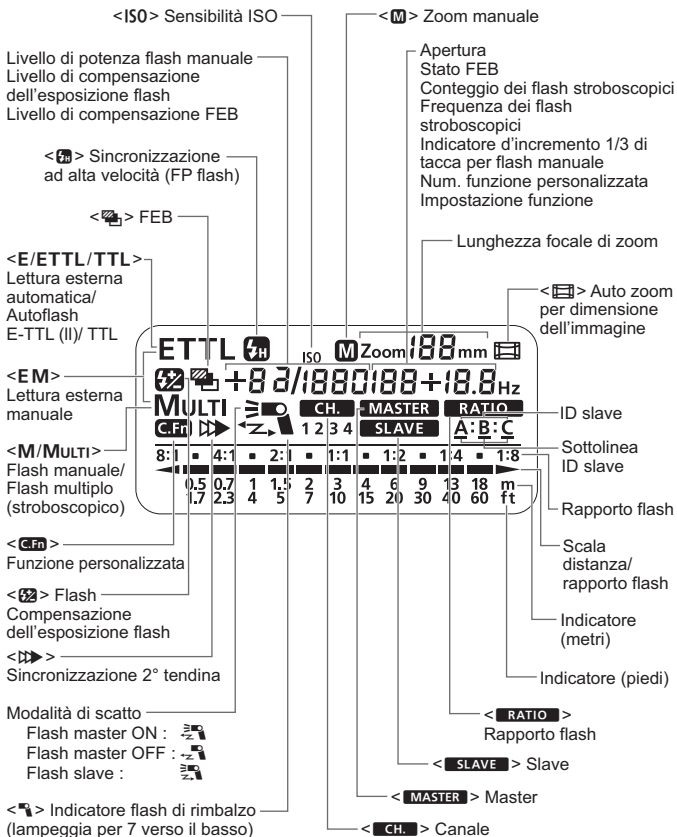 <ISO> Sensibilità ISO
<M> Zoom manuale
Livello di potenza flash manuale
Livello di compensazione
dell'esposizione flash
Livello di compensazione FEB
Apertura
Stato FEB
Conteggio dei flash stroboscopici
Frequenza dei flash
stroboscopici
Indicatore d'incremento 1/3 di
tacca per flash manuale
Num. funzione personalizzata
Impostazione funzione
<H> Sincronizzazione
ad alta velocità (FP flash)
< > FEB
Lunghezza focale di zoom
<E/ETTL/TTL>
Lettura esterna
automatica/
Autoflash
E-TTL (II)/ TTL
< > Auto zoom
per dimensione
dell'immagine
<EM>
Lettura esterna
manuale
<M/MULTI>
Flash manuale/
Flash multiplo
(stroboscopico)
ETTL H ISO M Zoom 188 mm
+8 8/1880188+18.8 Hz
MULTI CH. MASTER RATIO
C.Fn 1 2 3 4 SLAVE A:B:C
8:1 4:1 2:1 1:1 1:2 1:4 1:8
0.5 0.7 1 1.5 2 3 4 6 9 13 18 m
1.7 2.3 4 5 7 10 15 20 30 40 60 ft
ID slave
Sottolinea
ID slave
Rapporto flash
Scala
distanza/
rapporto flash
Indicatore
(metri)
Indicatore (piedi)
<C.Fn>
Funzione personalizzata
< > Flash
Compensazione
dell'esposizione flash
< >
Sincronizzazione 2° tendina
Modalità di scatto
Flash master ON :
Flash master OFF :
Flash slave :
< > Indicatore flash di rimbalzo
(lampeggia per 7 verso il basso)
< RATIO >
Rapporto flash
< SLAVE > Slave
< MASTER > Master
< CH. > Canale